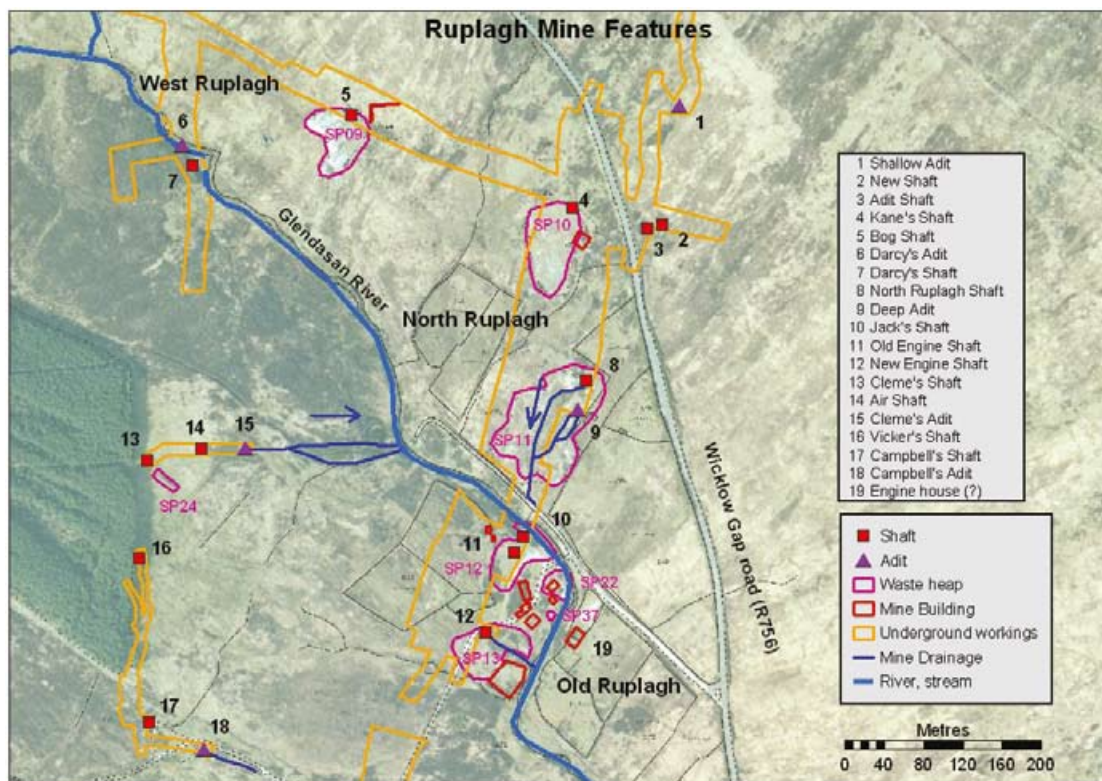 Ruplagh Mine Features
West Ruplagh
5
1
6
SP09
7
4
SP10
2
3
Glendasan River
North Ruplagh
8
9
SP11
13
14
15
SP24
Wicklow Gap road (R756)
10
11
16
SP12
SP22
SP37
12
SP13
19
Old Ruplagh
17
18
1 Shallow Adit
2 New Shaft
3 Adit Shaft
4 Kane's Shaft
5 Bog Shaft
6 Darcy's Adit
7 Darcy's Shaft
8 North Ruplagh Shaft
9 Deep Adit
10 Jack's Shaft
11 Old Engine Shaft
12 New Engine Shaft
13 Cleme's Shaft
14 Air Shaft
15 Cleme's Adit
16 Vicker's Shaft
17 Campbell's Shaft
18 Campbell's Adit
19 Engine house (?)
Shaft
Adit
Waste heap
Mine Building
Underground workings
Mine Drainage
River, stream
Metres
0 40 80 120 160 200